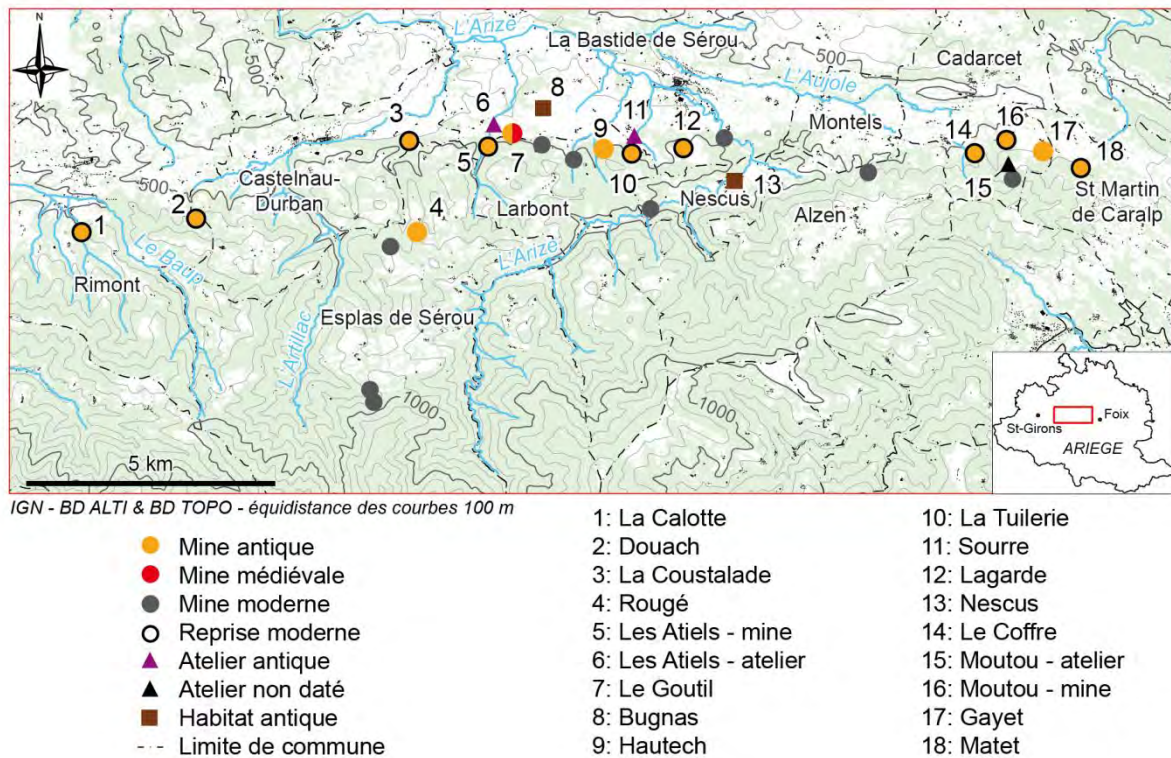 N
L'Arize
La Bastide de Sérou
500
Cadarcet
500
L'Aujole
8
6
3
11
12
9
Montels
16
17
14
5
7
10
18
500
Castelnau-
Durban
13
15
2
4
Larbont
Nescus
Alzen
St Martin
de Caralp
1
Le Baup
L'Arize
Rimont
L'Artillac
Esplas de Sérou
1000
1000
St-Girons
Foix
ARIEGE
5 km
IGN - BD ALTI & BD TOPO - équidistance des courbes 100 m
Mine antique
Mine médiévale
Mine moderne
Reprise moderne
Atelier antique
Atelier non daté
Habitat antique
Limite de commune
1: La Calotte
2: Douach
3: La Coustalade
4: Rougé
5: Les Atiels - mine
6: Les Atiels - atelier
7: Le Goutil
8: Bugnas
9: Hautech
10: La Tuilerie
11: Sourre
12: Lagarde
13: Nescus
14: Le Coffre
15: Moutou - atelier
16: Moutou - mine
17: Gayet
18: Matet